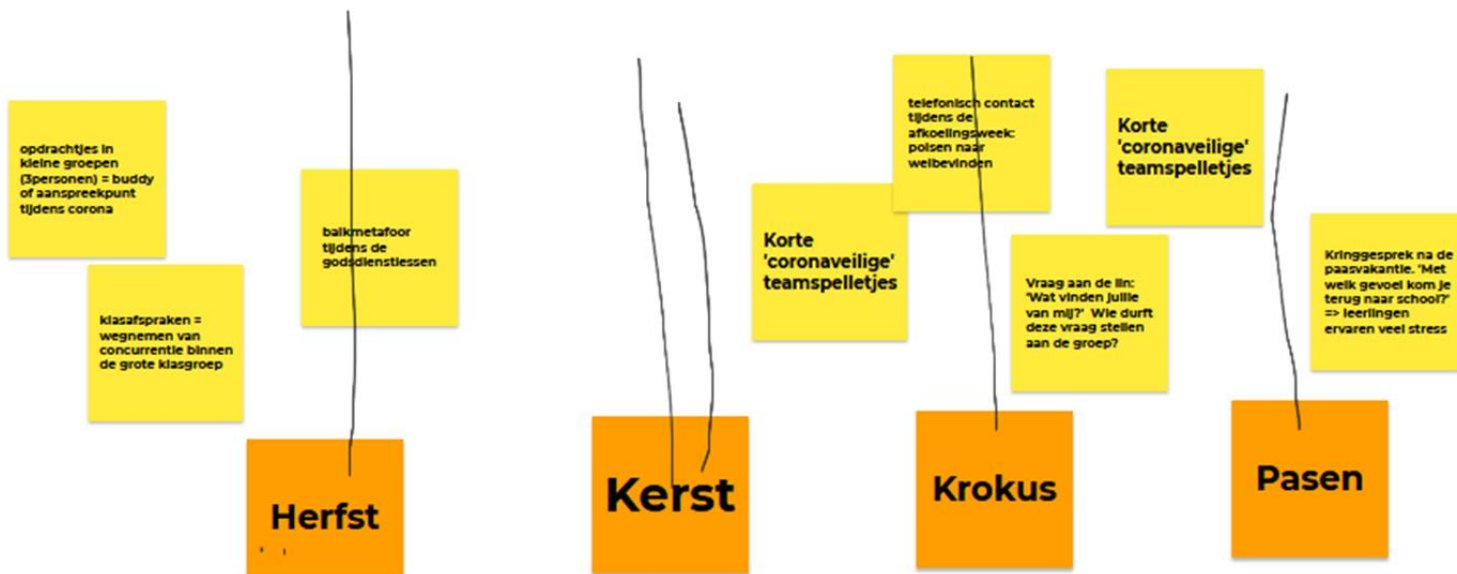 opdrachtjes in
kleine groepen
(3personen) = buddy
of aanspreekpunt
tijdens corona
klasafspraken =
wegnemen van
concurrentie binnen
de grote klasgroep
balkmetafoor
tijdens de
godsdienstlessen
Herfst
Kerst
Korte
'coronaveilige'
teamspelletjes
telefonisch contact
tijdens de
afkoelingsweek:
polsen naar
welbevinden
Vraag aan de lln:
'Wat vinden jullie
van mij?' Wie durft
deze vraag stellen
aan de groep?
Krokus
Korte
'coronaveilige'
teamspelletjes
Kringgesprek na de
paasvakantie. 'Met
welk gevoel kom je
terug naar school?'
=> leerlingen
ervaren veel stress
Pasen